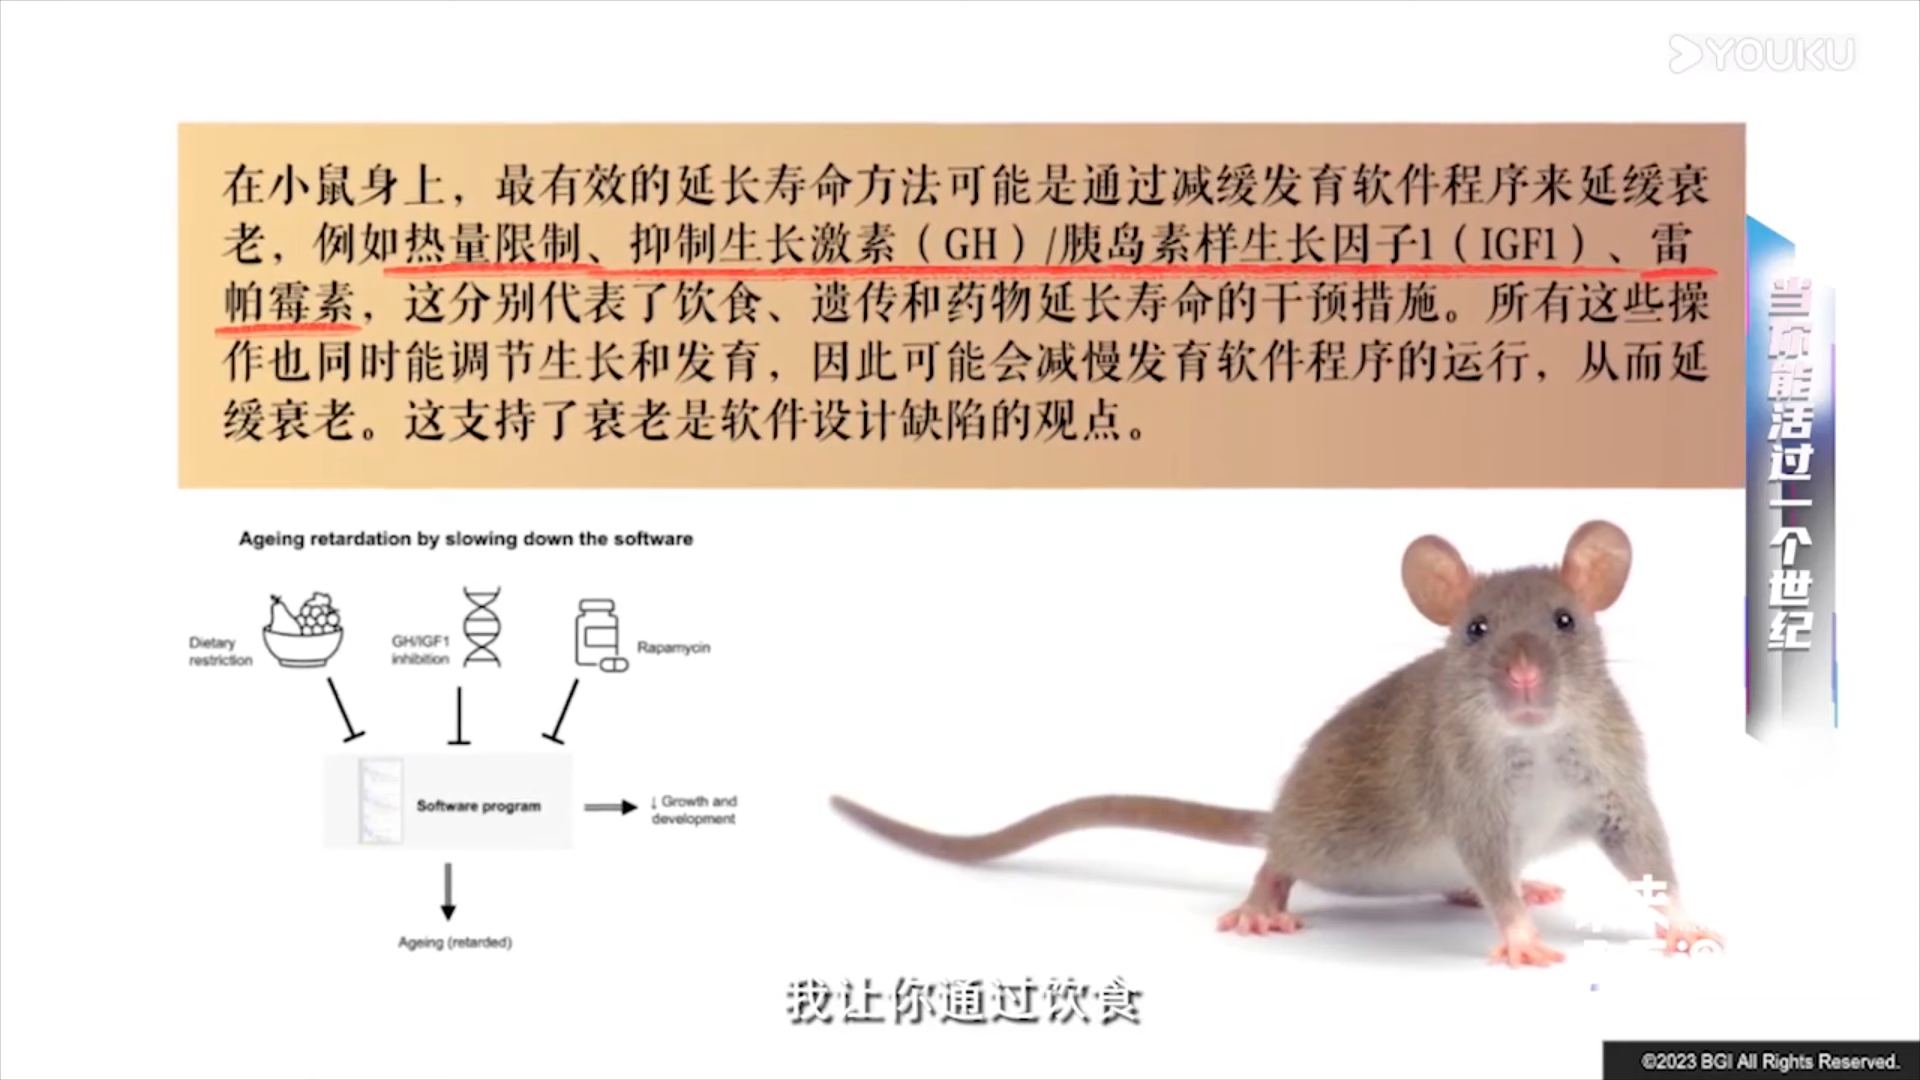 YOUKU
在小鼠身上，最有效的延长寿命方法可能是通过减缓发育软件程序来延缓衰
老，例如热量限制、抑制生长激素（GH）/胰岛素样生长因子1（IGF1）、雷
帕霉素，这分别代表了饮食、遗传和药物延长寿命的干预措施。所有这些操
作也同时能调节生长和发育，因此可能会减慢发育软件程序的运行，从而延
缓衰老。这支持了衰老是软件设计缺陷的观点。
当你能活过一个世纪
Ageing retardation by slowing down the software
Dietary
restriction
GH/IGF1
inhibition
Rapamycin
Software program
↓ Growth and
development
Ageing (retarded)
我让你通过饮食
©2023 BGI All Rights Reserved.